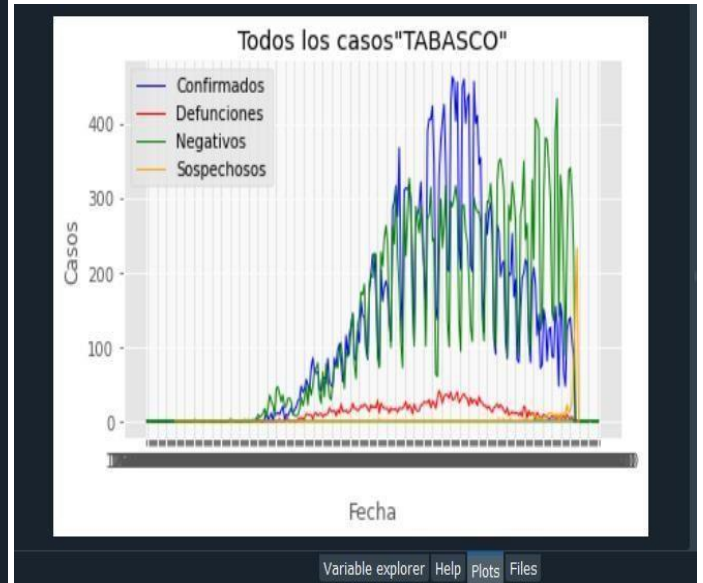 Todos los casos"TABASCO"
Confirmados
Defunciones
Negativos
Sospechosos
400
300
200
100
0
Casos
Fecha
Variable explorer Help Plots Files